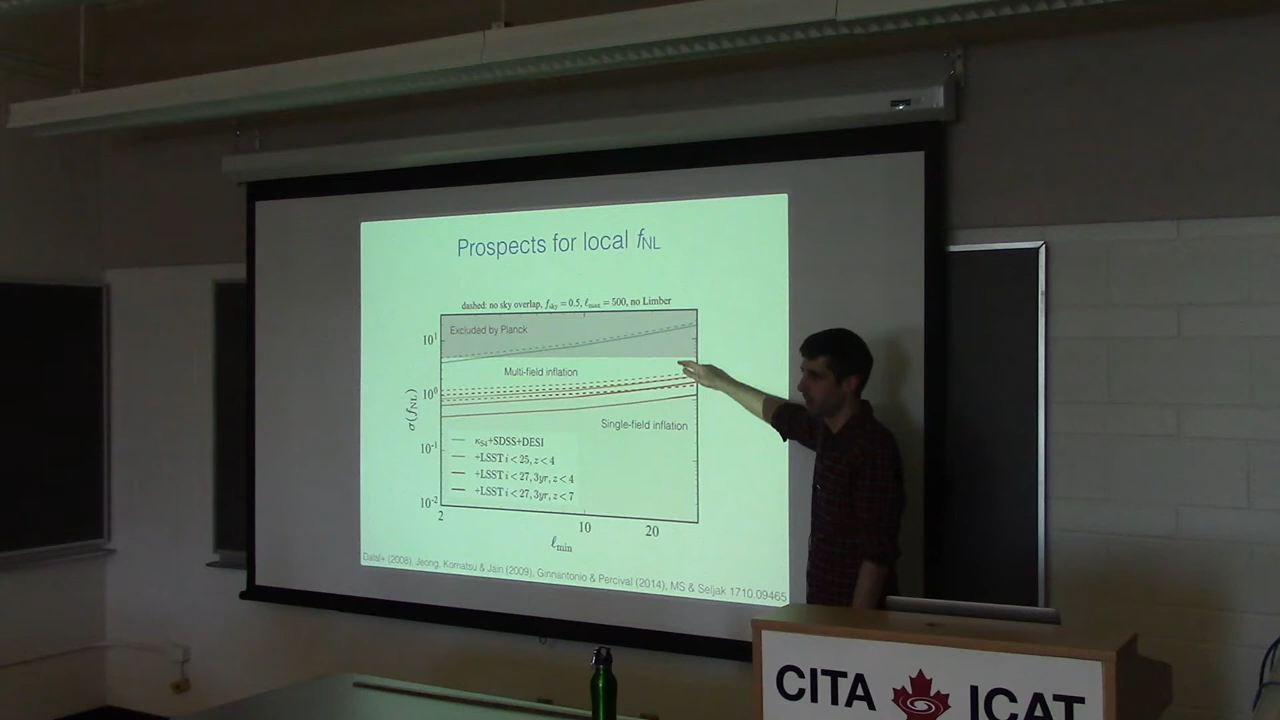 Prospects for local fNL
dashed: no sky overlap, fsky = 0.5, ℓmax = 500, no Limber
Excluded by Planck
Multi-field inflation
Single-field inflation
σ(fNL)
10¹
10⁰
10⁻¹
10⁻²
κS4+SDSS+DESI
+LSST i < 25, z < 4
+LSST i < 27, 3yr, z < 4
+LSST i < 27, 3yr, z < 7
2
10
20
ℓmin
Dalal+ (2008), Jeong, Komatsu & Jain (2009), Giannantonio & Percival (2014), MS & Seljak 1710.09465
CITA ICAT